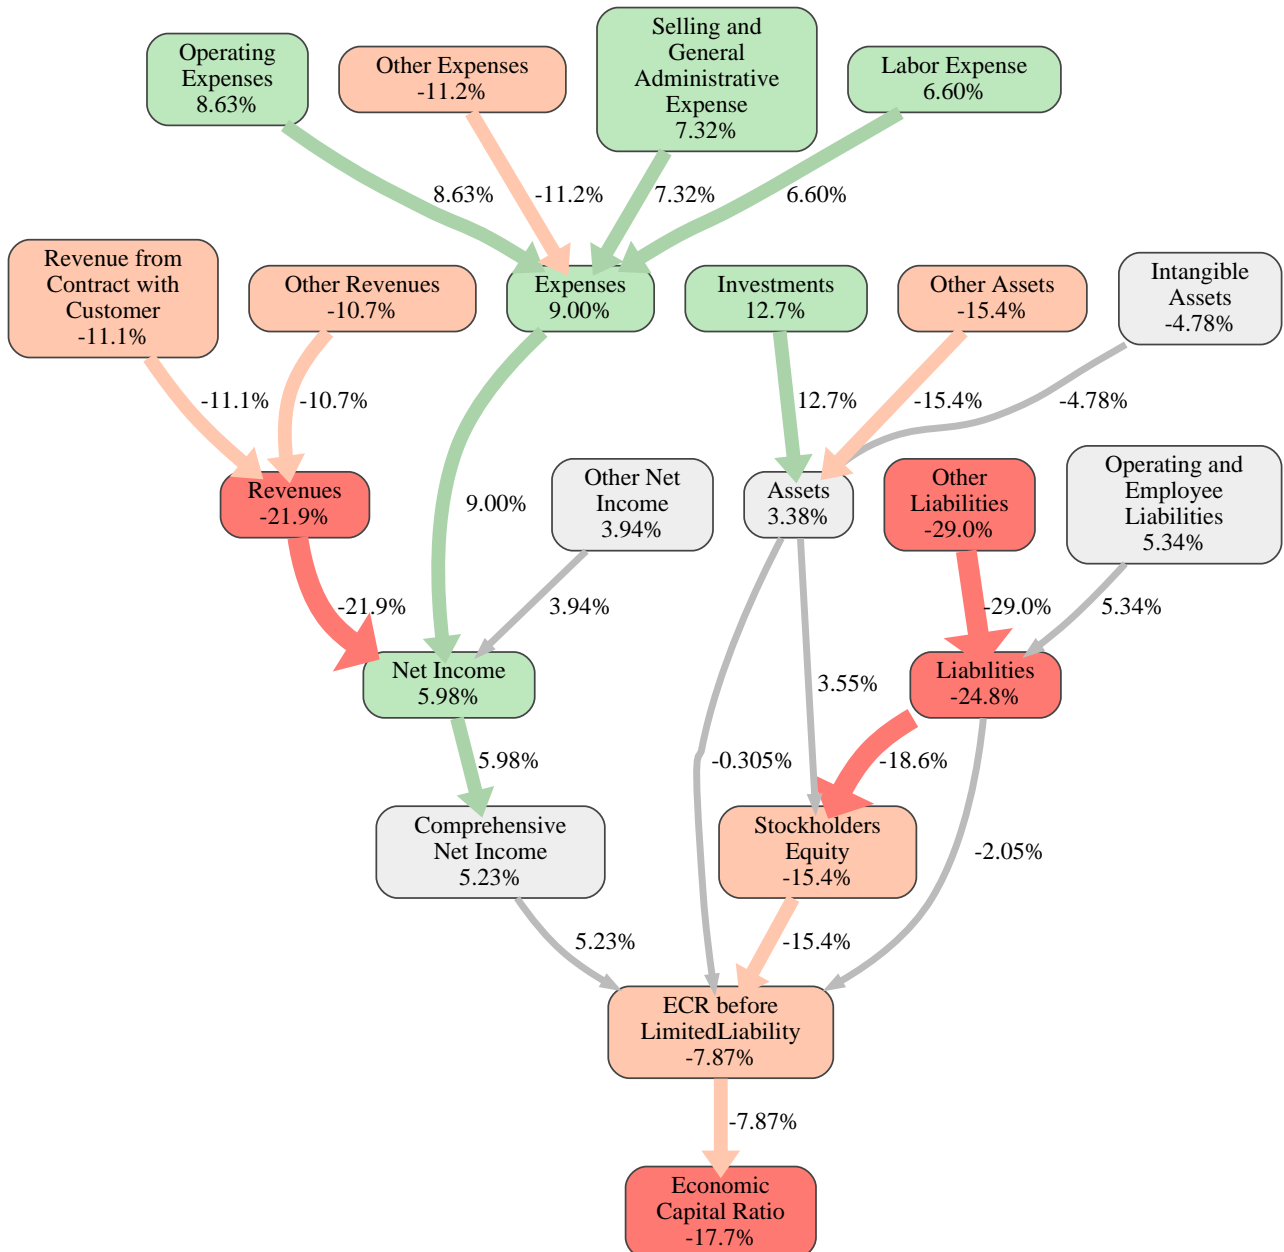 Operating
Expenses
8.63%
Other Expenses
-11.2%
Selling and
General
Administrative
Expense
7.32%
Labor Expense
6.60%
8.63%
-11.2%
7.32%
6.60%
Revenue from
Contract with
Customer
-11.1%
Other Revenues
-10.7%
Expenses
9.00%
Investments
12.7%
Other Assets
-15.4%
Intangible
Assets
-4.78%
-11.1%
-10.7%
12.7%
-15.4%
-4.78%
Revenues
-21.9%
9.00%
Other Net
Income
3.94%
Assets
3.38%
Other
Liabilities
-29.0%
Operating and
Employee
Liabilities
5.34%
-21.9%
3.94%
-29.0%
5.34%
Net Income
5.98%
3.55%
Liabilities
-24.8%
5.98%
-0.305%
-18.6%
Comprehensive
Net Income
5.23%
Stockholders
Equity
-15.4%
-2.05%
5.23%
-15.4%
ECR before
LimitedLiability
-7.87%
-7.87%
Economic
Capital Ratio
-17.7%